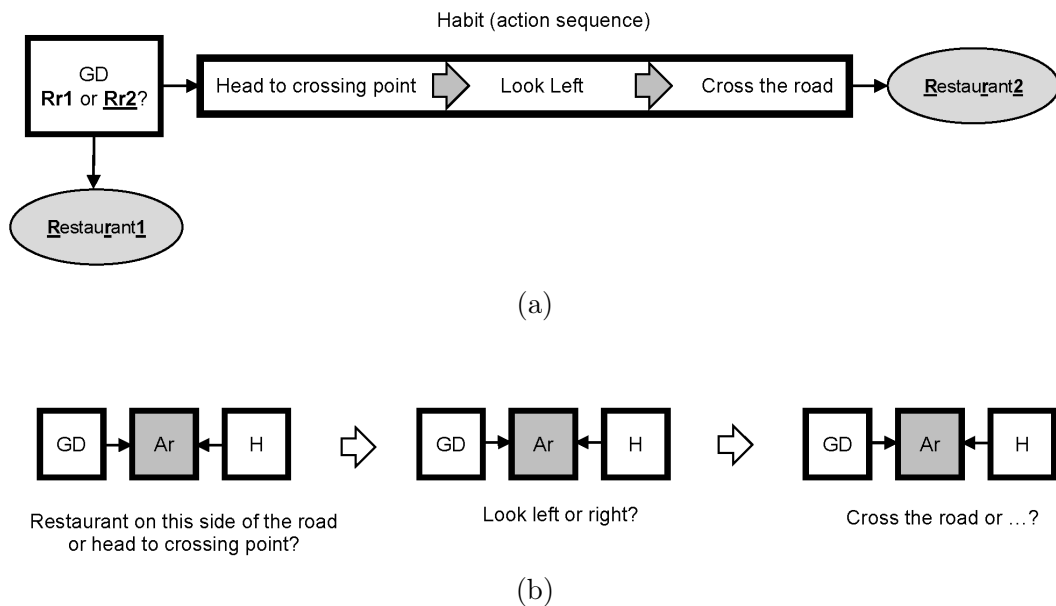 Habit (action sequence)
GD
Rr1 or Rr2?
Head to crossing point
Look Left
Cross the road
Restaurant2
Restaurant1
(a)
GD
Ar
H
GD
Ar
H
GD
Ar
H
Restaurant on this side of the road
or head to crossing point?
Look left or right?
Cross the road or ...?
(b)